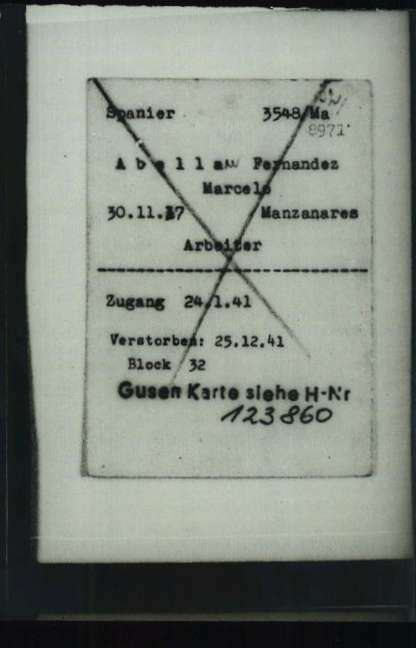 Spanier 3548/Ma
8971
A b e l l a n Fernandez
Marcelo
30.11.17 Manzanares
Arbeiter
Zugang 24.1.41
Verstorben: 25.12.41
Block 32
Gusen Karte siehe H-Nr
123860